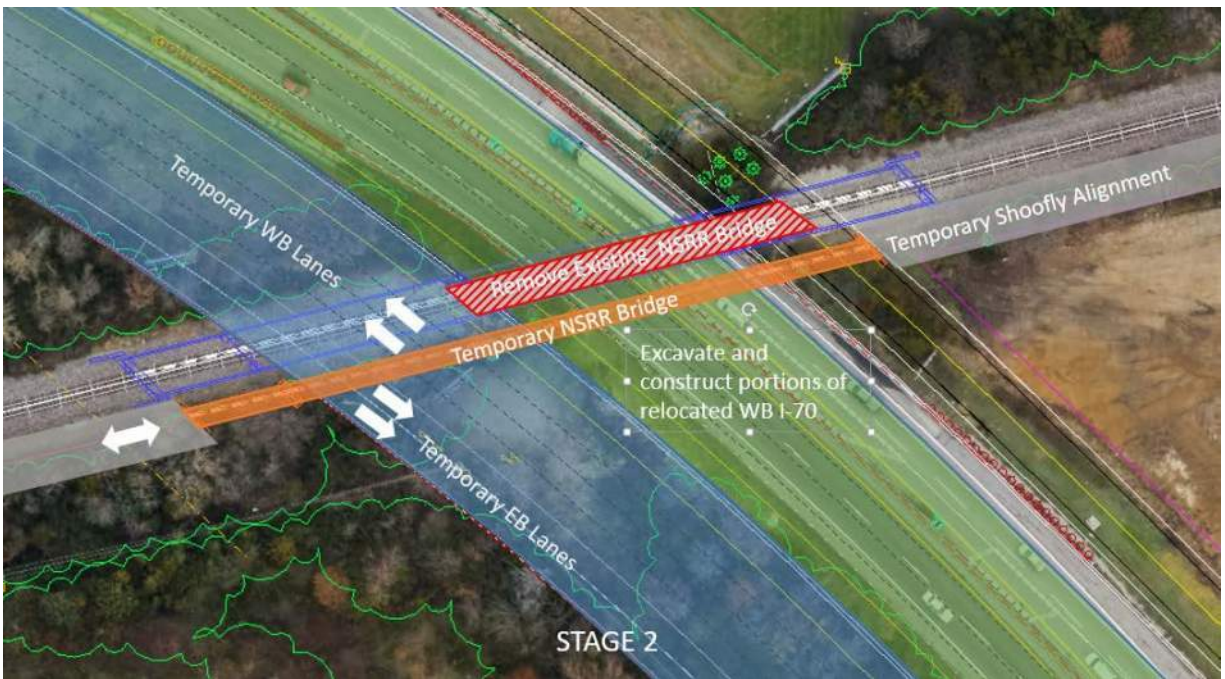 Temporary WB Lanes
Remove Existing NSRR Bridge
Temporary Shoofly Alignment
Temporary NSRR Bridge
Excavate and
construct portions of
relocated WB I-70
Temporary EB Lanes
STAGE 2